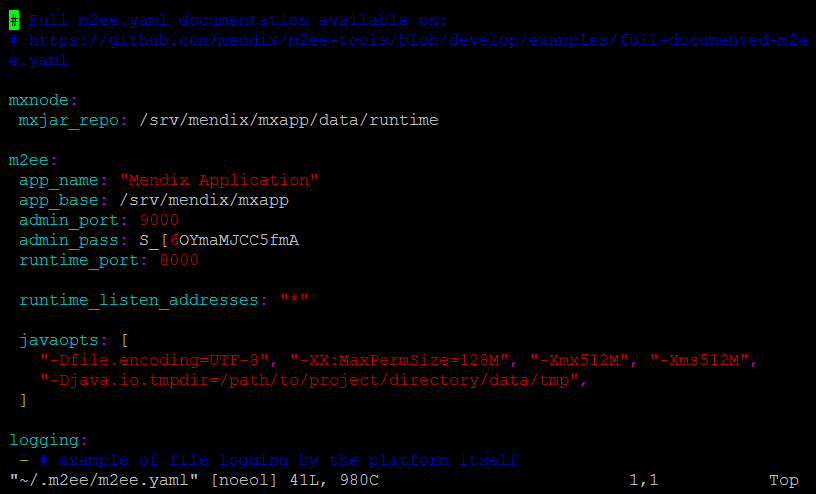 # Full m2ee.yaml documentation available on:
# https://github.com/mendix/m2ee-tools/blob/develop/examples/full-documented-m2e
e.yaml

mxnode:
 mxjar_repo: /srv/mendix/mxapp/data/runtime

m2ee:
 app_name: "Mendix Application"
 app_base: /srv/mendix/mxapp
 admin_port: 9000
 admin_pass: S_[6OYmaMJCC5fmA
 runtime_port: 8000

 runtime_listen_addresses: "*"

 javaopts: [
   "-Dfile.encoding=UTF-8", "-XX:MaxPermSize=128M", "-Xmx512M", "-Xms512M",
   "-Djava.io.tmpdir=/path/to/project/directory/data/tmp",
 ]

logging:
 - # example of file logging by the platform itself
"~/.m2ee/m2ee.yaml" [noeol] 41L, 980C 1,1 Top